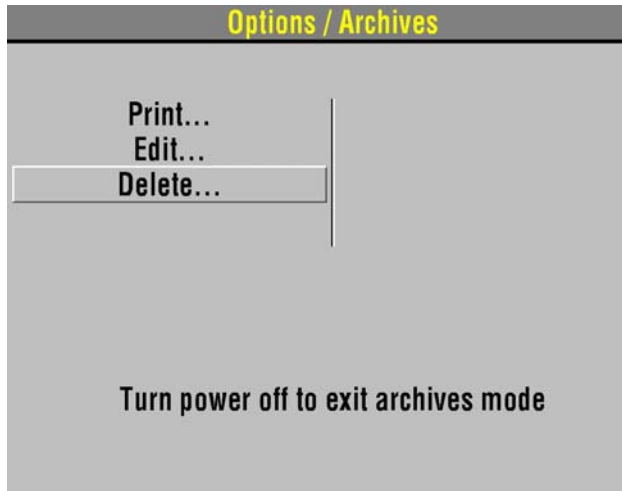 Options / Archives
Print...
Edit...
Delete...
Turn power off to exit archives mode